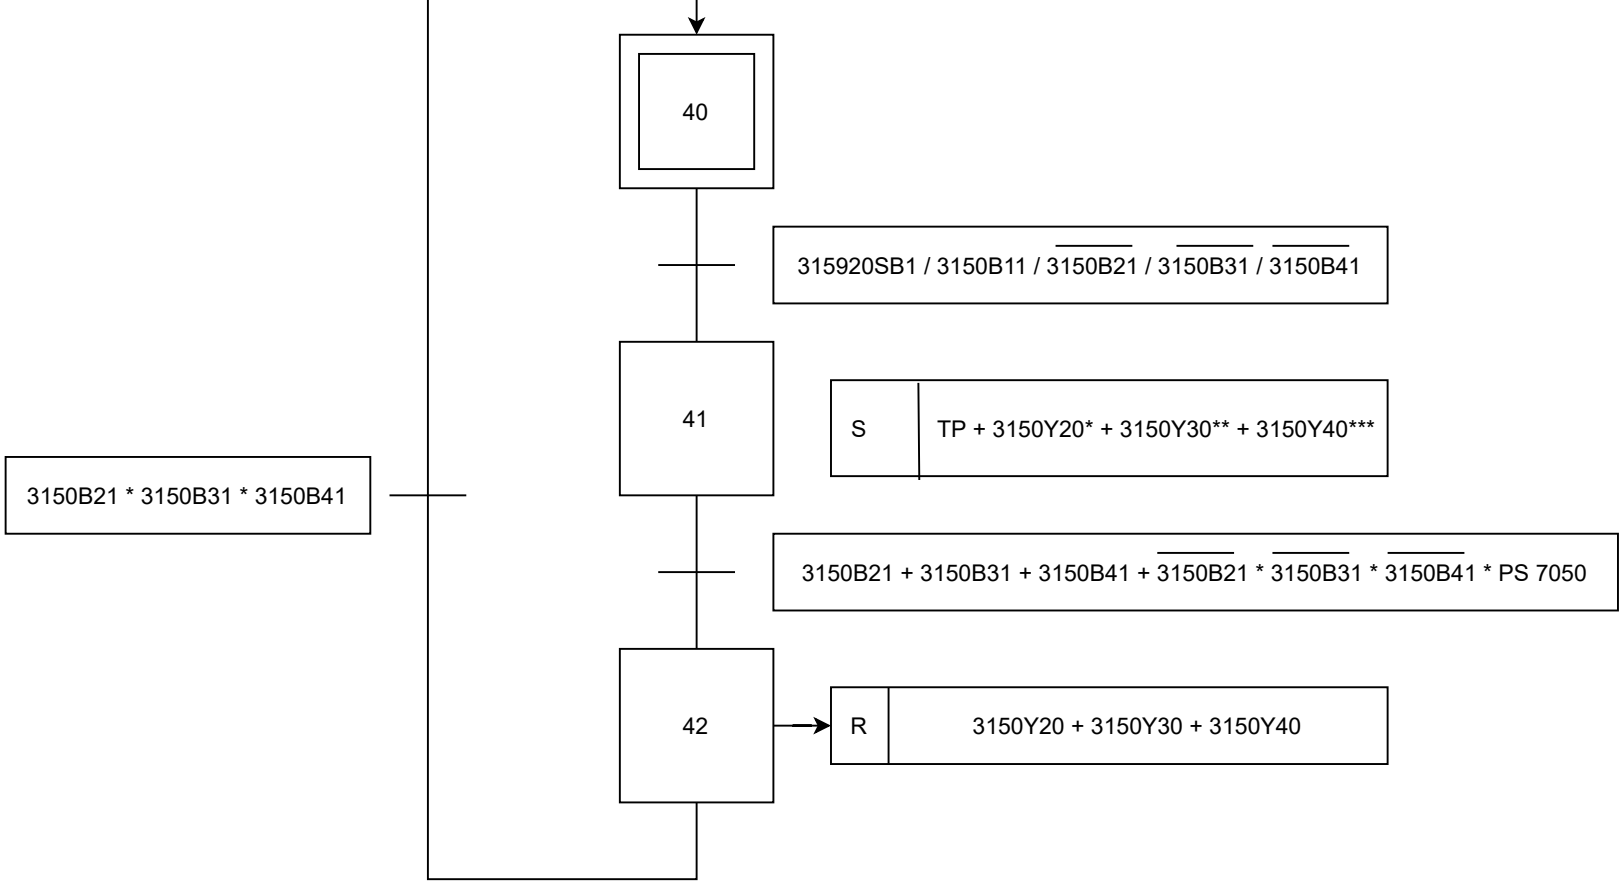 40
315920SB1 / 3150B11 / 3150B21 / 3150B31 / 3150B41
41
S
TP + 3150Y20* + 3150Y30** + 3150Y40***
3150B21 * 3150B31 * 3150B41
3150B21 + 3150B31 + 3150B41 + 3150B21 * 3150B31 * 3150B41 * PS 7050
42
R
3150Y20 + 3150Y30 + 3150Y40